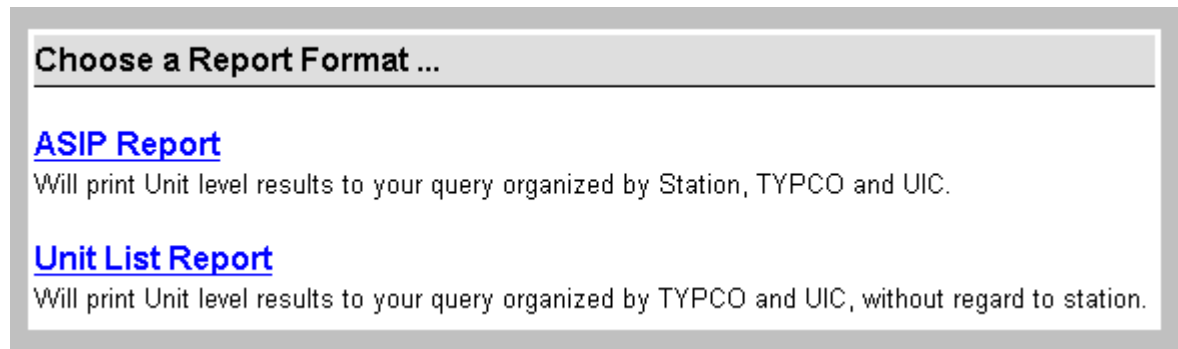 Choose a Report Format ...
ASIP Report
Will print Unit level results to your query organized by Station, TYPCO and UIC.
Unit List Report
Will print Unit level results to your query organized by TYPCO and UIC, without regard to station.